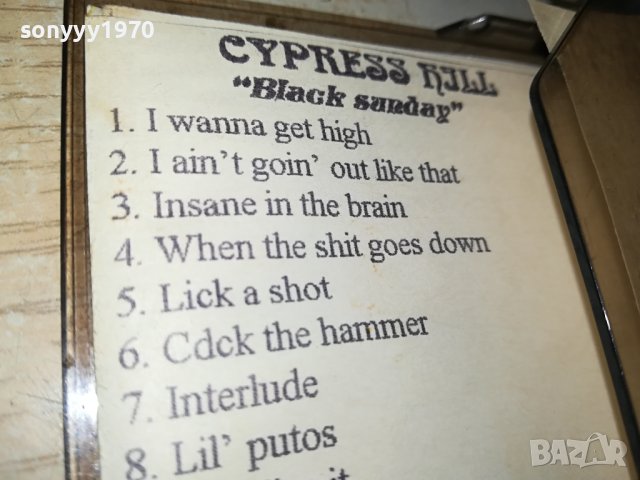 sonyyy1970
CYPRESS HILL
"Black sunday"
1. I wanna get high
2. I ain't goin' out like that
3. Insane in the brain
4. When the shit goes down
5. Lick a shot
6. Cdck the hammer
7. Interlude
8. Lil' putos
BAZAR
bg